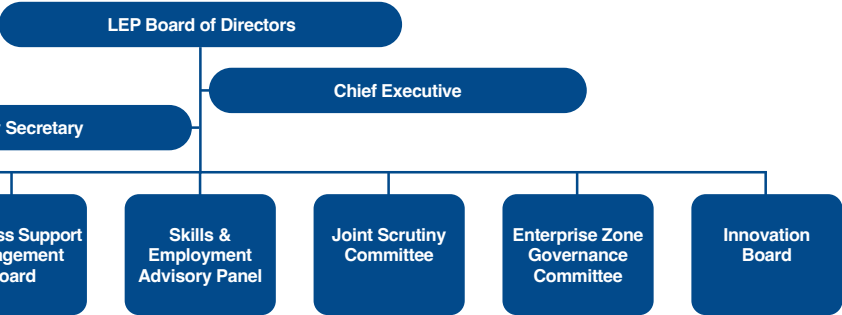 LEP Board of Directors
Chief Executive
Secretary
Support
Skills &
Employment
Advisory Panel
Joint Scrutiny
Committee
Enterprise Zone
Governance
Committee
Innovation
Board